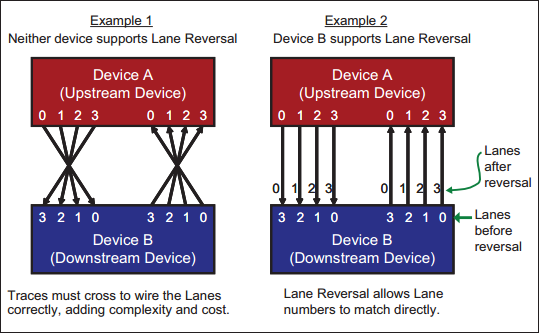 Example 1
Neither device supports Lane Reversal
Device A
(Upstream Device)
0 1 2 3 0 1 2 3
3 2 1 0 3 2 1 0
Device B
(Downstream Device)
Traces must cross to wire the Lanes
correctly, adding complexity and cost.
Example 2
Device B supports Lane Reversal
Device A
(Upstream Device)
0 1 2 3 0 1 2 3
Lanes
after
reversal
0 1 2 3 0 1 2 3
3 2 1 0 3 2 1 0
Lanes
before
reversal
Device B
(Downstream Device)
Lane Reversal allows Lane
numbers to match directly.